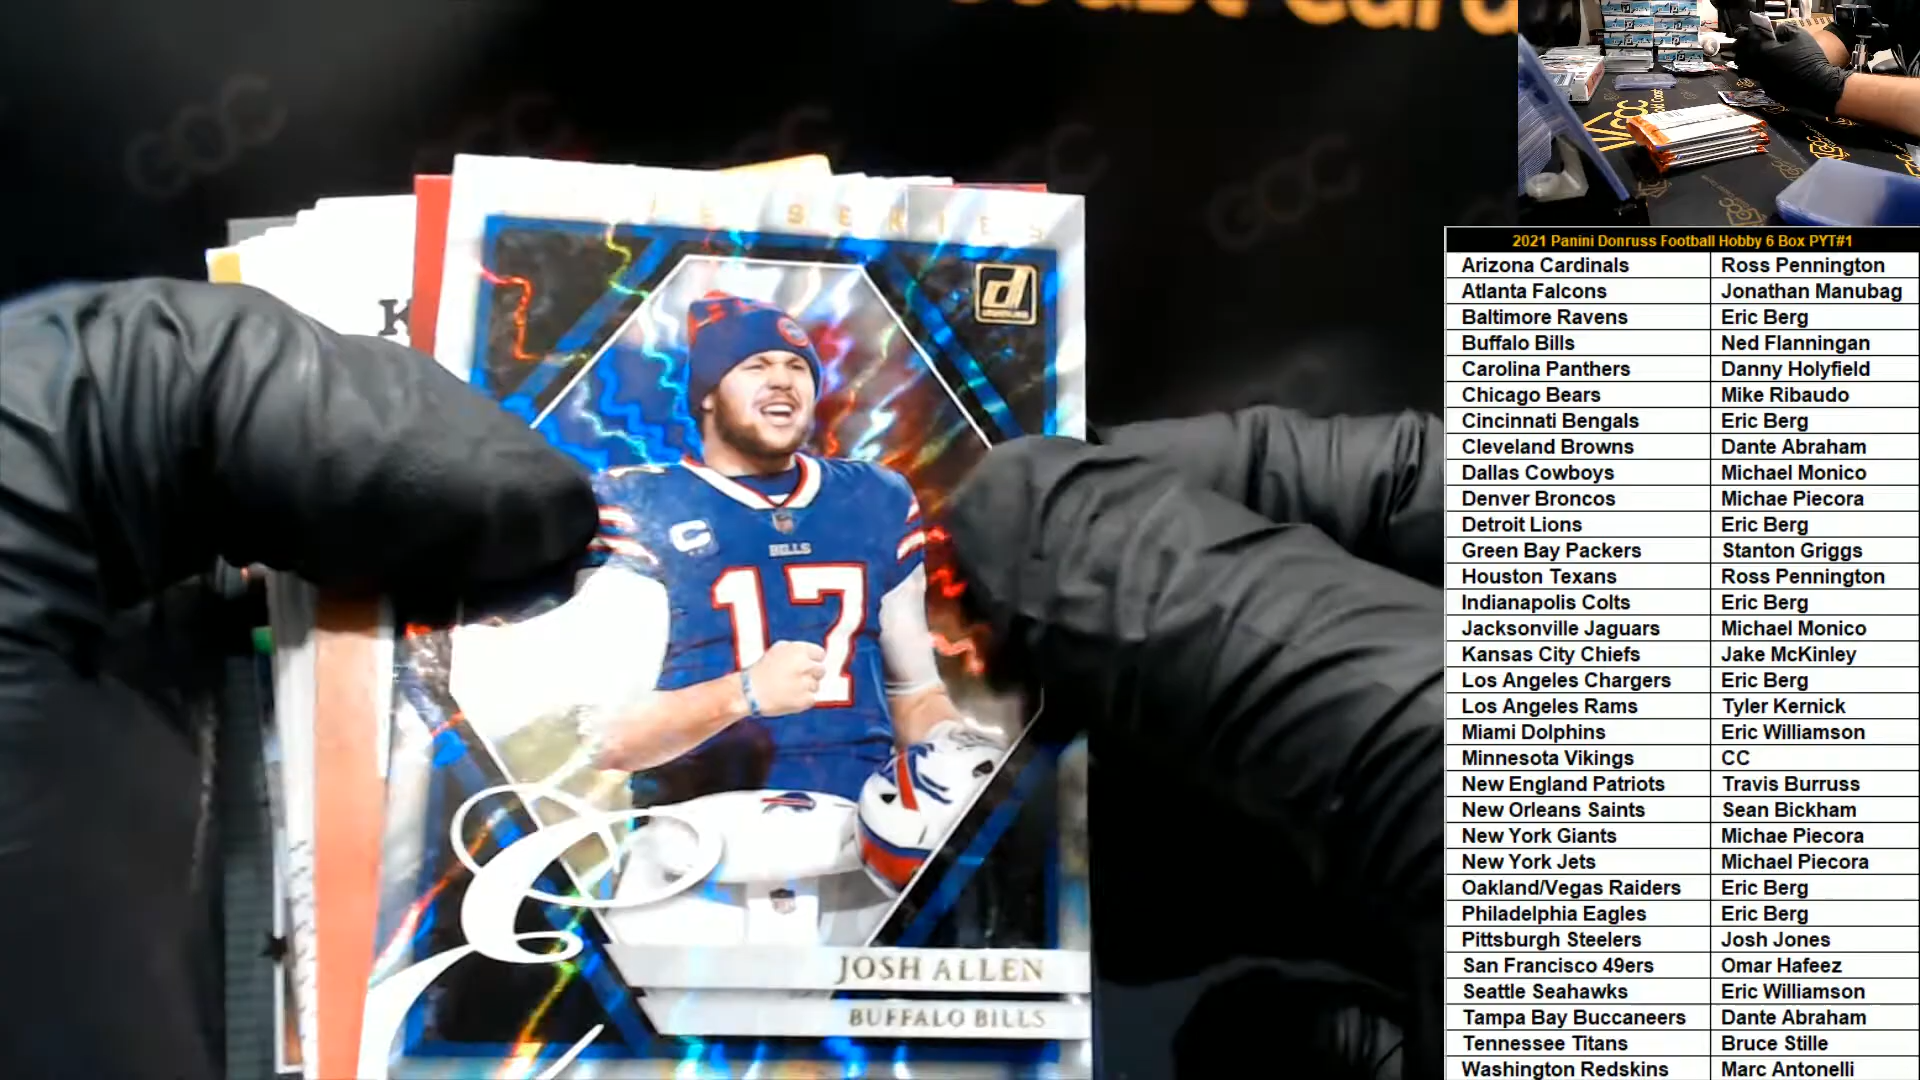 SERIES
K
C
BILLS
17
JOSH ALLEN
BUFFALO BILLS
2021 Panini Donruss Football Hobby 6 Box PYT#1
Arizona Cardinals Ross Pennington
Atlanta Falcons Jonathan Manubag
Baltimore Ravens Eric Berg
Buffalo Bills Ned Flanningan
Carolina Panthers Danny Holyfield
Chicago Bears Mike Ribaudo
Cincinnati Bengals Eric Berg
Cleveland Browns Dante Abraham
Dallas Cowboys Michael Monico
Denver Broncos Michae Piecora
Detroit Lions Eric Berg
Green Bay Packers Stanton Griggs
Houston Texans Ross Pennington
Indianapolis Colts Eric Berg
Jacksonville Jaguars Michael Monico
Kansas City Chiefs Jake McKinley
Los Angeles Chargers Eric Berg
Los Angeles Rams Tyler Kernick
Miami Dolphins Eric Williamson
Minnesota Vikings CC
New England Patriots Travis Burruss
New Orleans Saints Sean Bickham
New York Giants Michae Piecora
New York Jets Michael Piecora
Oakland/Vegas Raiders Eric Berg
Philadelphia Eagles Eric Berg
Pittsburgh Steelers Josh Jones
San Francisco 49ers Omar Hafeez
Seattle Seahawks Eric Williamson
Tampa Bay Buccaneers Dante Abraham
Tennessee Titans Bruce Stille
Washington Redskins Marc Antonelli